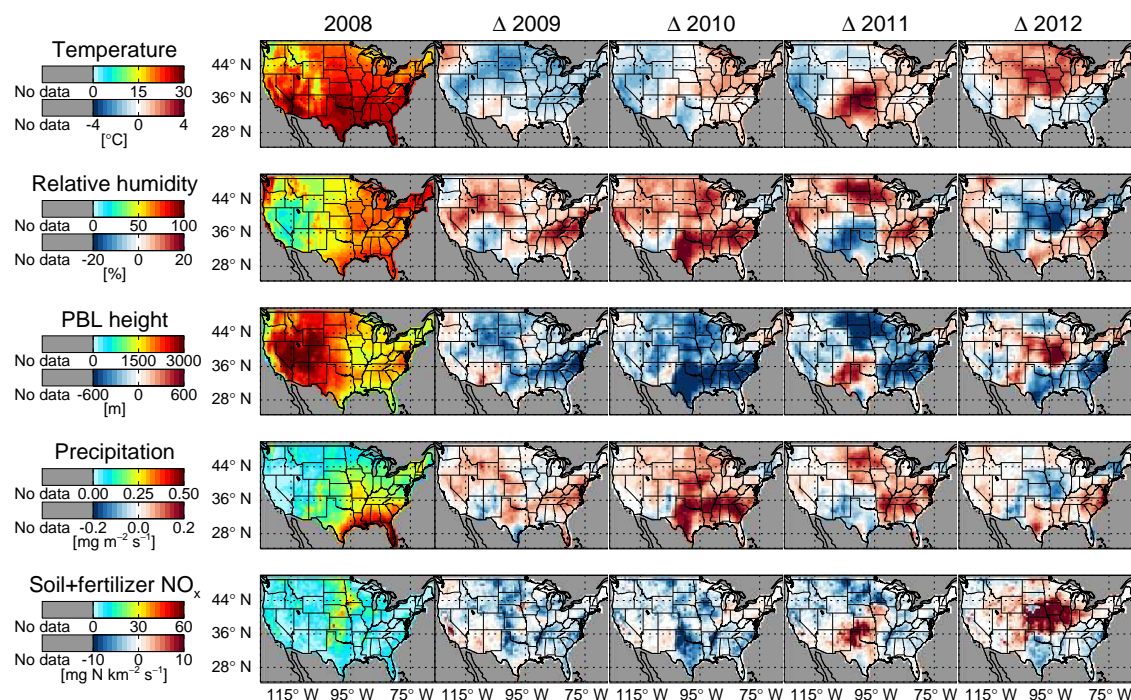 2008 Δ 2009 Δ 2010 Δ 2011 Δ 2012
Temperature
No data 0 15 30
No data -4 0 4
[°C]
44° N
36° N
28° N
Relative humidity
No data 0 50 100
No data -20 0 20
[%]
44° N
36° N
28° N
PBL height
No data 0 1500 3000
No data -600 0 600
[m]
44° N
36° N
28° N
Precipitation
No data 0.00 0.25 0.50
No data -0.2 0.0 0.2
[mg m⁻² s⁻¹]
44° N
36° N
28° N
Soil+fertilizer NOₓ
No data 0 30 60
No data -10 0 10
[mg N km⁻² s⁻¹]
44° N
36° N
28° N
115° W 95° W 75° W 115° W 95° W 75° W 115° W 95° W 75° W 115° W 95° W 75° W 115° W 95° W 75° W